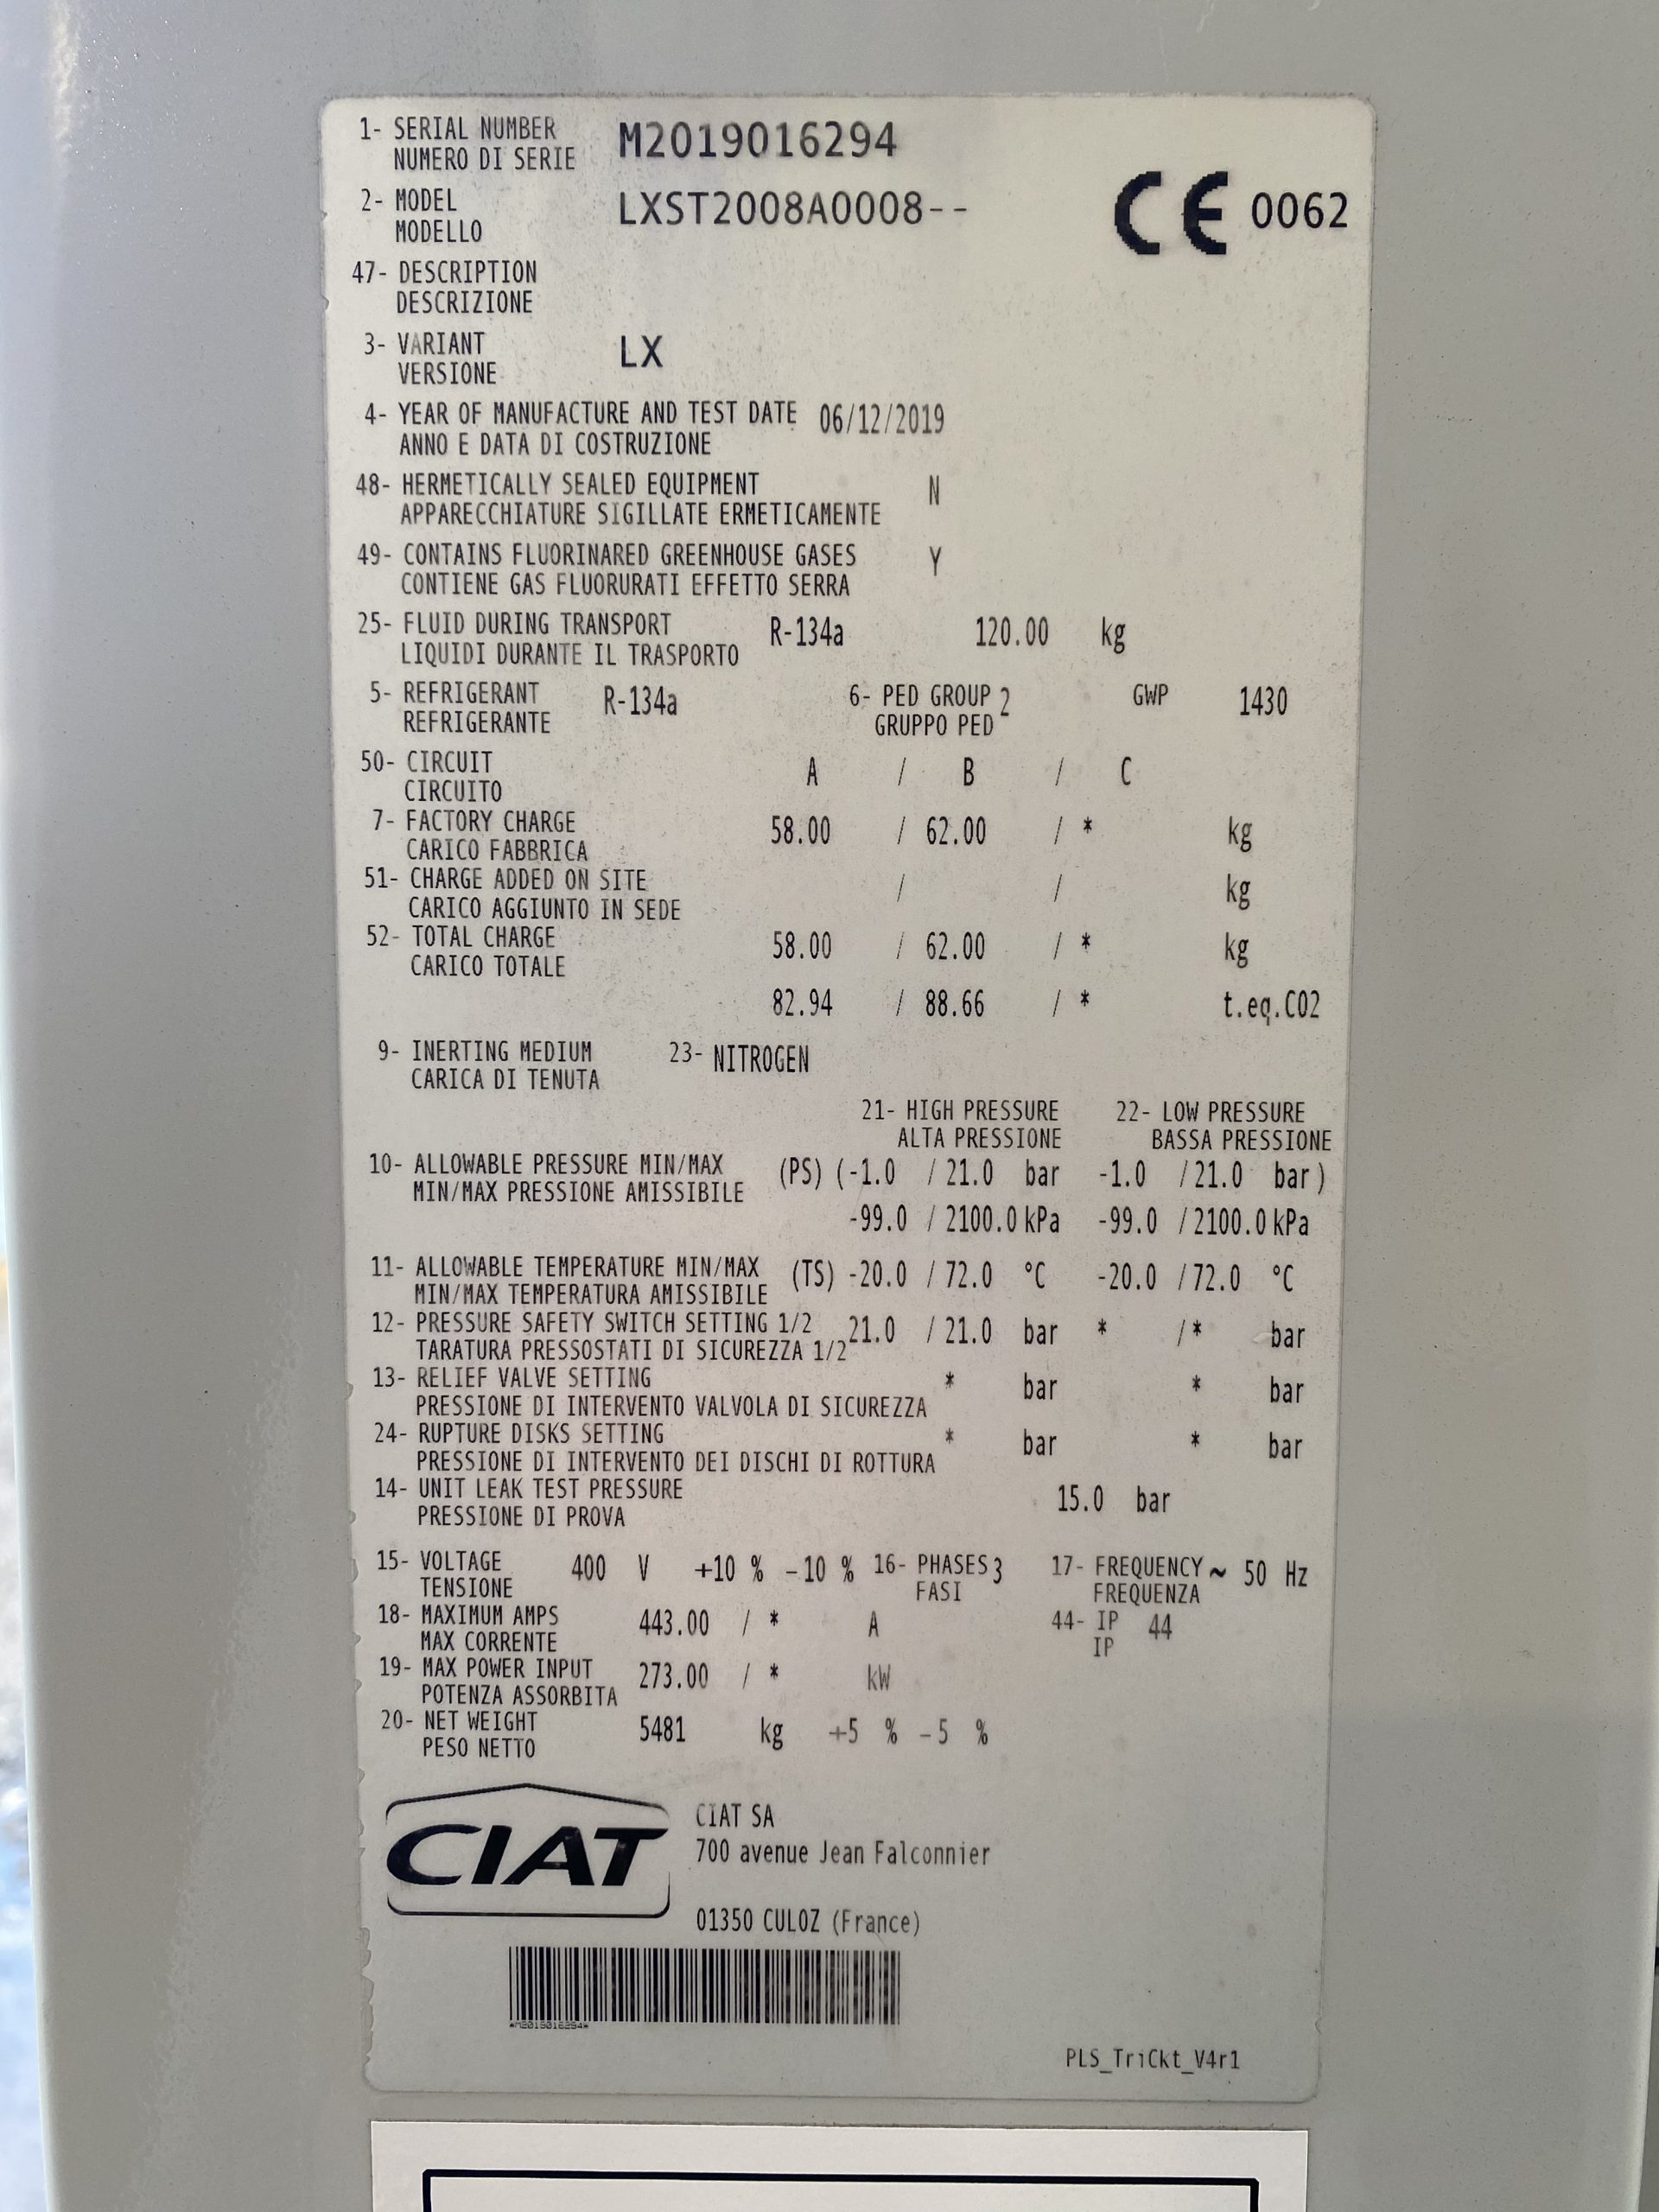 1- SERIAL NUMBER M2019016294
NUMERO DI SERIE
2- MODEL LXST2008A0008--
MODELLO
CE 0062
47- DESCRIPTION
DESCRIZIONE
3- VARIANT LX
VERSIONE
4- YEAR OF MANUFACTURE AND TEST DATE 06/12/2019
ANNO E DATA DI COSTRUZIONE
48- HERMETICALLY SEALED EQUIPMENT N
APPARECCHIATURE SIGILLATE ERMETICAMENTE
49- CONTAINS FLUORINARED GREENHOUSE GASES Y
CONTIENE GAS FLUORURATI EFFETTO SERRA
25- FLUID DURING TRANSPORT R-134a 120.00 kg
LIQUIDI DURANTE IL TRASPORTO
5- REFRIGERANT R-134a 6- PED GROUP 2 GWP 1430
REFRIGERANTE GRUPPO PED
50- CIRCUIT A / B / C
CIRCUITO
7- FACTORY CHARGE 58.00 / 62.00 / * kg
CARICO FABBRICA
51- CHARGE ADDED ON SITE / / kg
CARICO AGGIUNTO IN SEDE
52- TOTAL CHARGE 58.00 / 62.00 / * kg
CARICO TOTALE
82.94 / 88.66 / * t.eq.CO2
9- INERTING MEDIUM 23- NITROGEN
CARICA DI TENUTA
21- HIGH PRESSURE 22- LOW PRESSURE
ALTA PRESSIONE BASSA PRESSIONE
10- ALLOWABLE PRESSURE MIN/MAX (PS) (-1.0 / 21.0 bar -1.0 / 21.0 bar)
MIN/MAX PRESSIONE AMISSIBILE
-99.0 / 2100.0 kPa -99.0 / 2100.0 kPa
11- ALLOWABLE TEMPERATURE MIN/MAX (TS) -20.0 / 72.0 °C -20.0 / 72.0 °C
MIN/MAX TEMPERATURA AMISSIBILE
12- PRESSURE SAFETY SWITCH SETTING 1/2 21.0 / 21.0 bar * / * bar
TARATURA PRESSOSTATI DI SICUREZZA 1/2
13- RELIEF VALVE SETTING * bar * bar
PRESSIONE DI INTERVENTO VALVOLA DI SICUREZZA
24- RUPTURE DISKS SETTING * bar * bar
PRESSIONE DI INTERVENTO DEI DISCHI DI ROTTURA
14- UNIT LEAK TEST PRESSURE 15.0 bar
PRESSIONE DI PROVA
15- VOLTAGE 400 V +10 % -10 % 16- PHASES 3 17- FREQUENCY ~ 50 Hz
TENSIONE FASI FREQUENZA
18- MAXIMUM AMPS 443.00 / * A 44- IP 44
MAX CORRENTE IP
19- MAX POWER INPUT 273.00 / * kW
POTENZA ASSORBITA
20- NET WEIGHT 5481 kg +5 % -5 %
PESO NETTO
CIAT
CIAT SA
700 avenue Jean Falconnier
01350 CULOZ (France)
*M2019016294*
PLS_TriCkt_V4r1